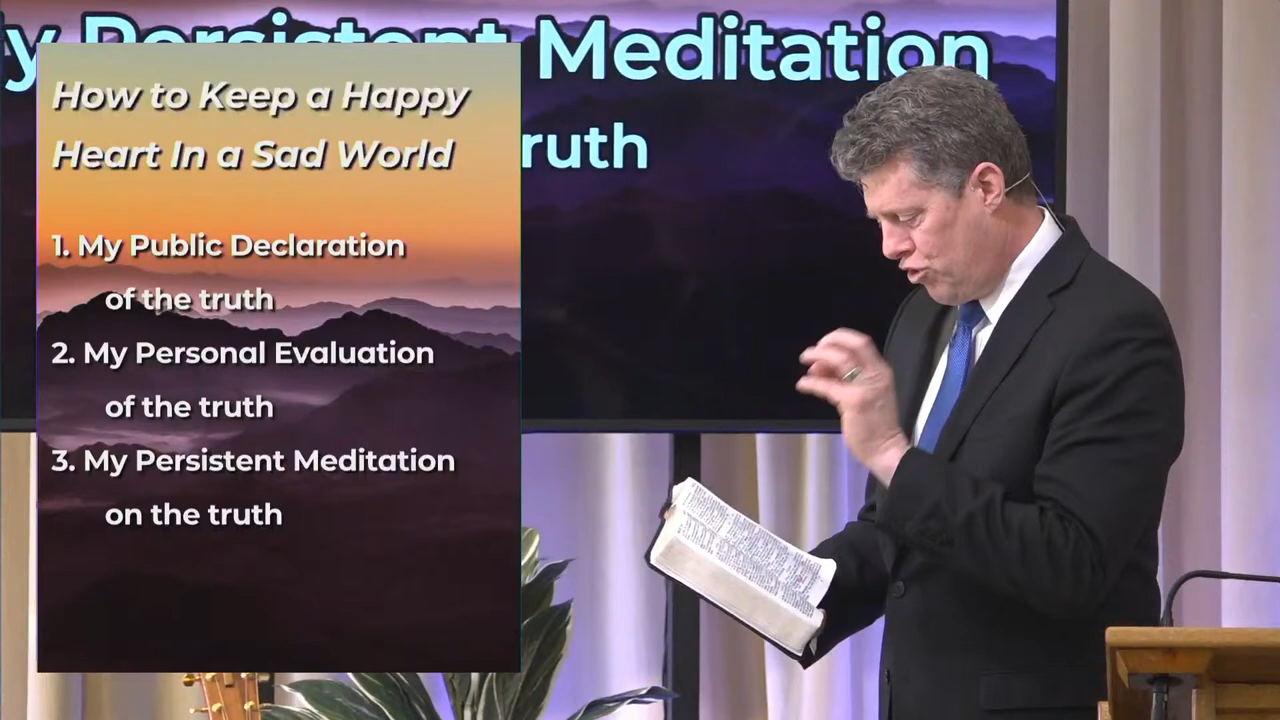 y Persistent Meditation
ruth
How to Keep a Happy
Heart In a Sad World
1. My Public Declaration
of the truth
2. My Personal Evaluation
of the truth
3. My Persistent Meditation
on the truth